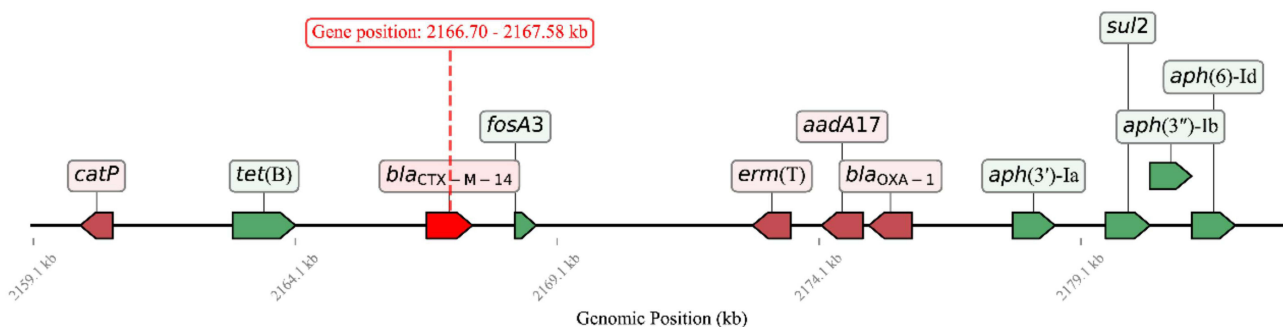 Gene position: 2166.70 - 2167.58 kb
sul2
aph(6)-Id
fosA3
aadA17
aph(3″)-Ib
catP
tet(B)
blaCTX−M−14
erm(T)
blaOXA−1
aph(3′)-Ia
2159.1 kb
2164.1 kb
2169.1 kb
2174.1 kb
2179.1 kb
Genomic Position (kb)